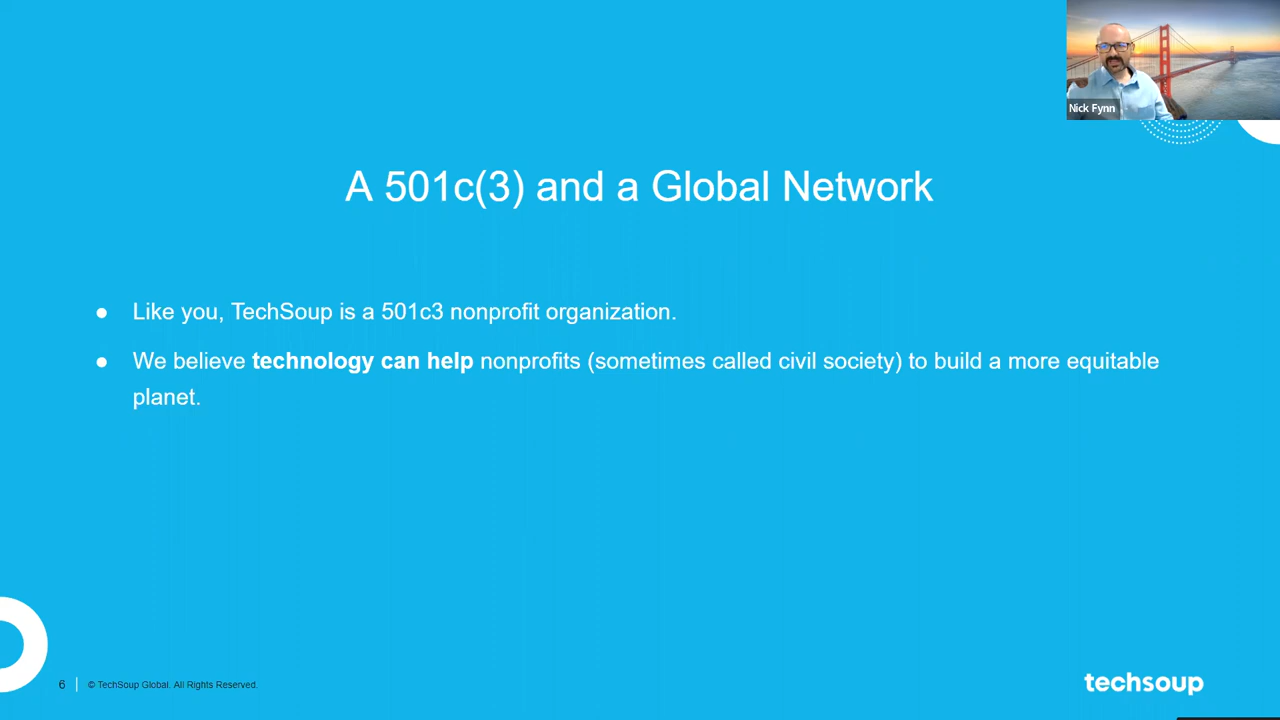 Nick Fynn
A 501c(3) and a Global Network
● Like you, TechSoup is a 501c3 nonprofit organization.
● We believe technology can help nonprofits (sometimes called civil society) to build a more equitable
planet.
6 | © TechSoup Global. All Rights Reserved.
techsoup